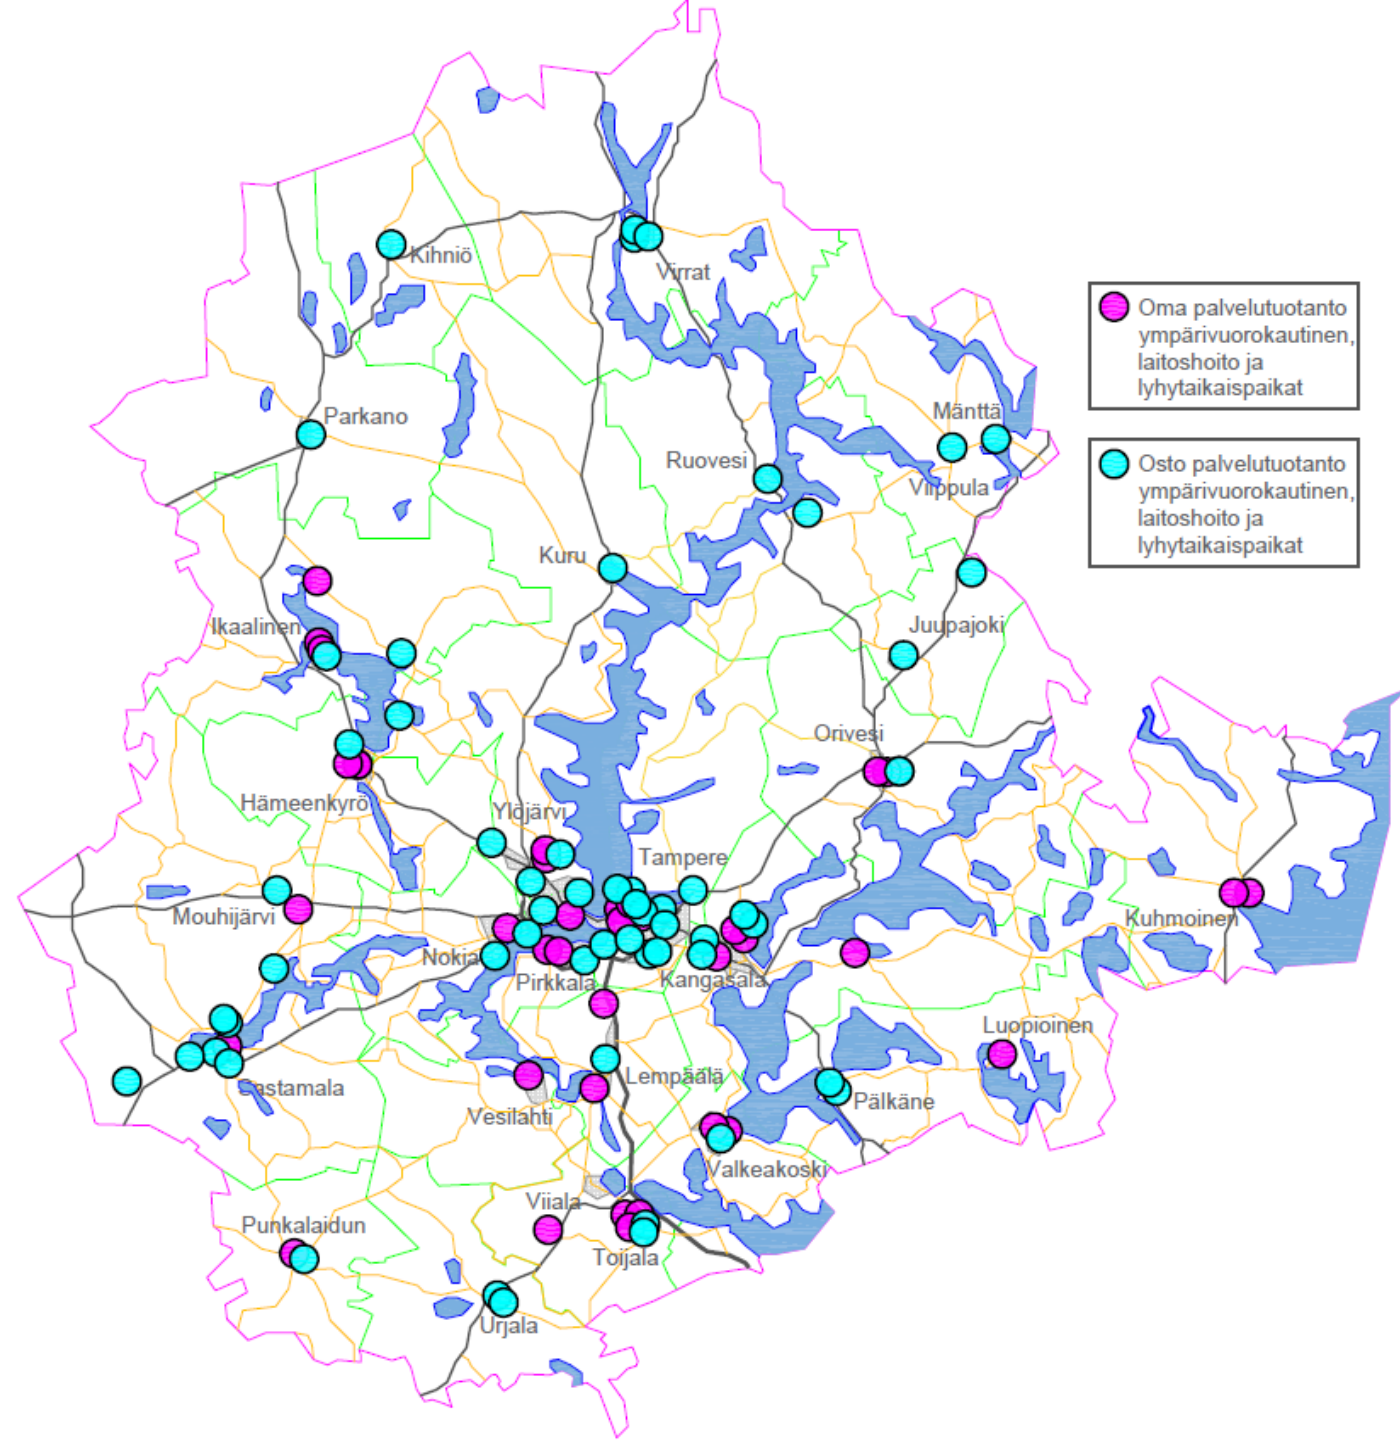 Kihniö
Virrat
Oma palvelutuotanto
ympärivuorokautinen,
laitoshoito ja
lyhytaikaispaikat
Parkano
Mänttä
Ruovesi
Osto palvelutuotanto
ympärivuorokautinen,
laitoshoito ja
lyhytaikaispaikat
Vilppula
Kuru
Ikaalinen
Juupajoki
Orivesi
Hämeenkyrö
Ylöjärvi
Tampere
Mouhijärvi
Kuhmoinen
Nokia
Pirkkala
Kangasala
Luopioinen
Lempäälä
Sastamala
Pälkäne
Vesilahti
Valkeakoski
Viiala
Punkalaidun
Toijala
Urjala